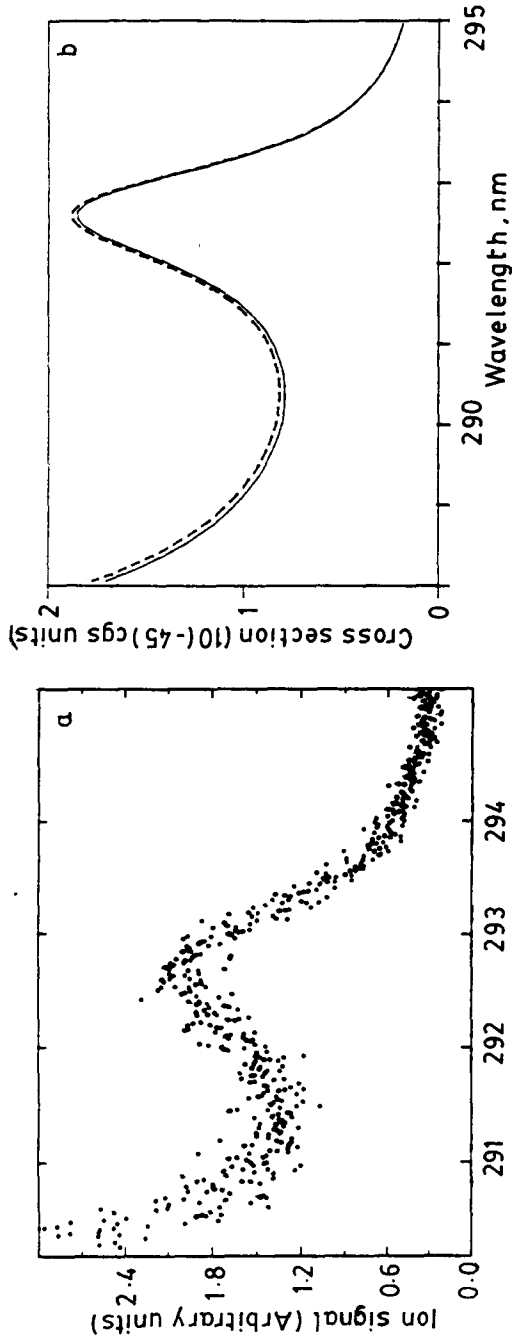 a
Ion signal (Arbitrary units)
2.4
1.8
1.2
0.6
0.0
291
292
293
294
b
Cross section (10(-45) cgs units)
2
1
0
290
295
Wavelength, nm